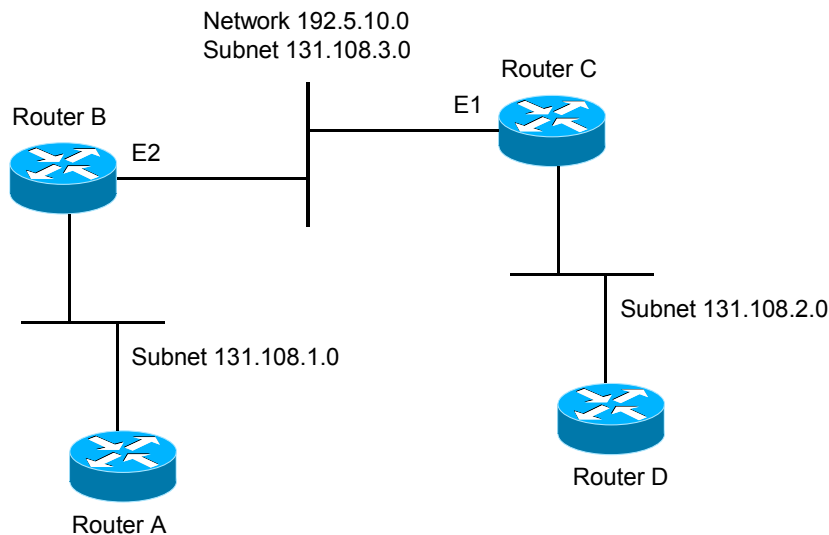 Network 192.5.10.0
Subnet 131.108.3.0
Router C
E1
Router B
E2
Subnet 131.108.2.0
Subnet 131.108.1.0
Router D
Router A